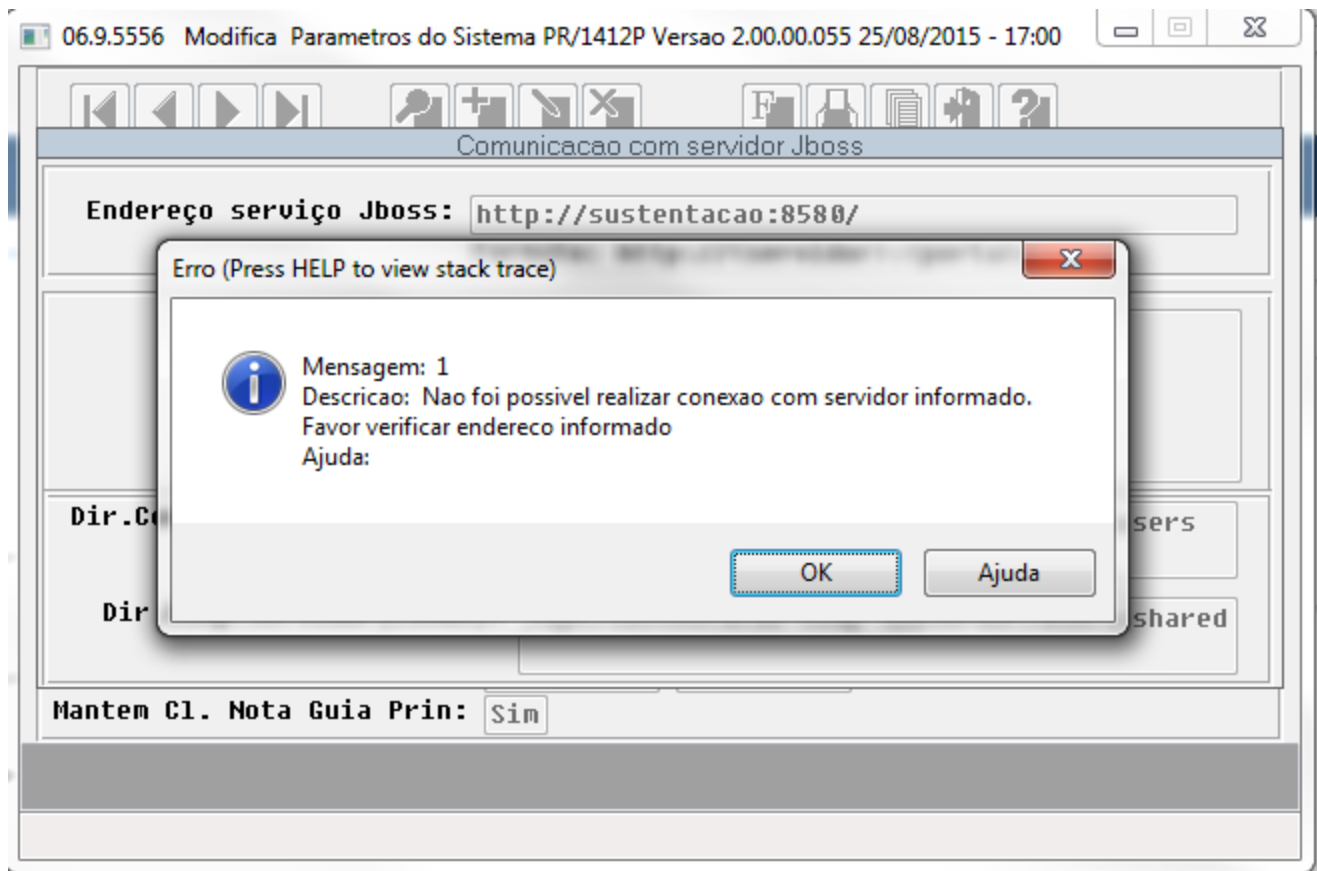 06.9.5556 Modifica Parametros do Sistema PR/1412P Versao 2.00.00.055 25/08/2015 - 17:00
F
?
Comunicacao com servidor Jboss
Endereço serviço Jboss: http://sustentacao:8580/
Erro (Press HELP to view stack trace)
Mensagem: 1
Descricao: Nao foi possivel realizar conexao com servidor informado.
Favor verificar endereco informado
Ajuda:
OK Ajuda
sers
Dir
shared
Mantem Cl. Nota Guia Prin: Sim